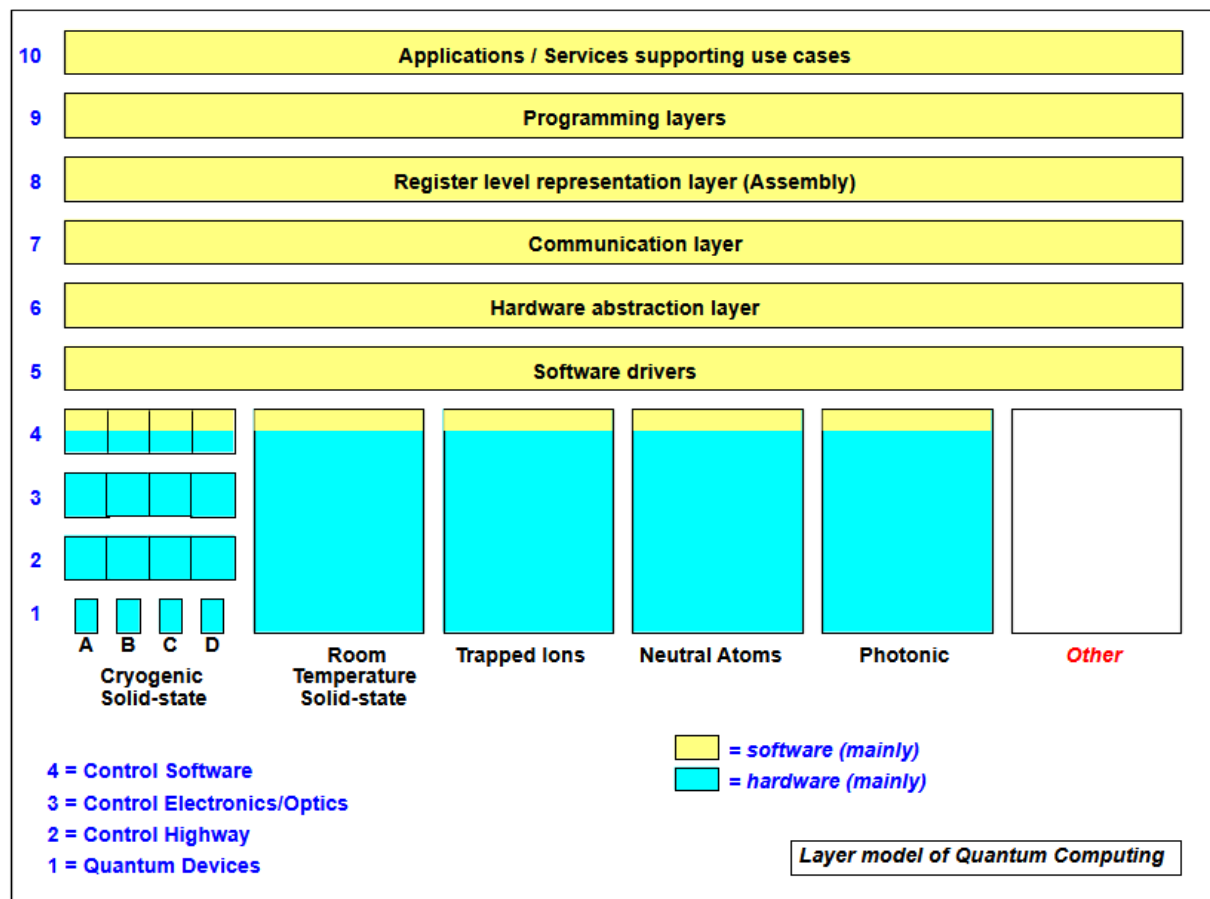 10 Applications / Services supporting use cases
9 Programming layers
8 Register level representation layer (Assembly)
7 Communication layer
6 Hardware abstraction layer
5 Software drivers
4
3
2
1
A B C D
Cryogenic
Solid-state
Room
Temperature
Solid-state
Trapped Ions
Neutral Atoms
Photonic
Other
4 = Control Software
3 = Control Electronics/Optics
2 = Control Highway
1 = Quantum Devices
= software (mainly)
= hardware (mainly)
Layer model of Quantum Computing